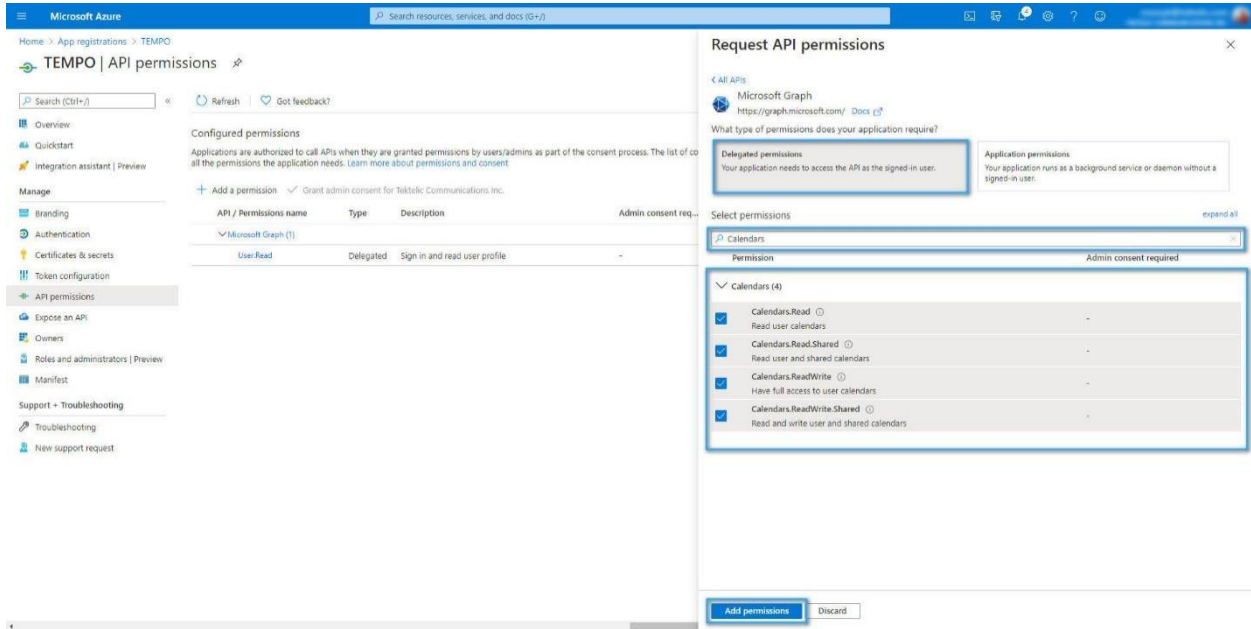 Microsoft Azure
Search resources, services, and docs (G+/)
4
Home > App registrations > TEMPO
TEMPO | API permissions
Search (Ctrl+/)
«
Overview
Quickstart
Integration assistant | Preview
Manage
Branding
Authentication
Certificates & secrets
Token configuration
API permissions
Expose an API
Owners
Roles and administrators | Preview
Manifest
Support + Troubleshooting
Troubleshooting
New support request
Refresh
Got feedback?
Configured permissions
Applications are authorized to call APIs when they are granted permissions by users/admins as part of the consent process. The list of co
all the permissions the application needs. Learn more about permissions and consent
+ Add a permission ✓ Grant admin consent for Tektelic Communications Inc.
API / Permissions name Type Description Admin consent req...
Microsoft Graph (1)
User.Read Delegated Sign in and read user profile -
Request API permissions
< All APIs
Microsoft Graph
https://graph.microsoft.com/ Docs
What type of permissions does your application require?
Delegated permissions
Your application needs to access the API as the signed-in user.
Application permissions
Your application runs as a background service or daemon without a
signed-in user.
Select permissions expand all
Calendars
Permission Admin consent required
Calendars (4)
Calendars.Read -
Read user calendars
Calendars.Read.Shared -
Read user and shared calendars
Calendars.ReadWrite -
Have full access to user calendars
Calendars.ReadWrite.Shared -
Read and write user and shared calendars
Add permissions Discard